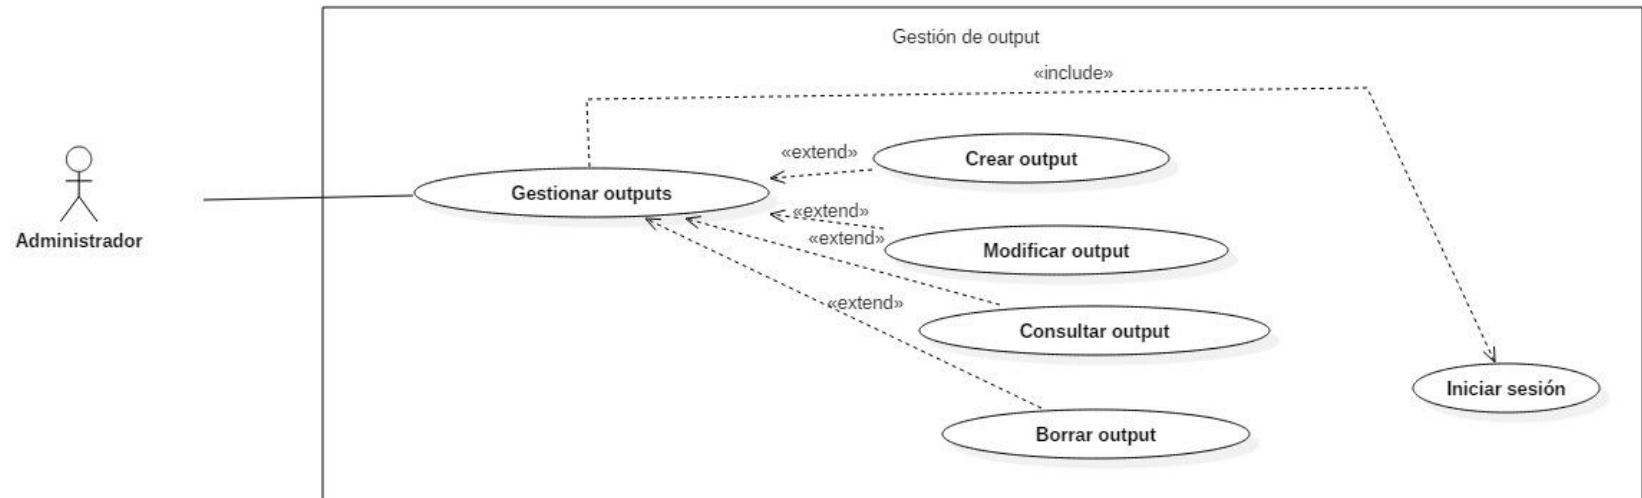 Gestión de output
«include»
«extend»
Crear output
Gestionar outputs
«extend»
Administrador
«extend»
Modificar output
«extend»
Consultar output
Iniciar sesión
Borrar output